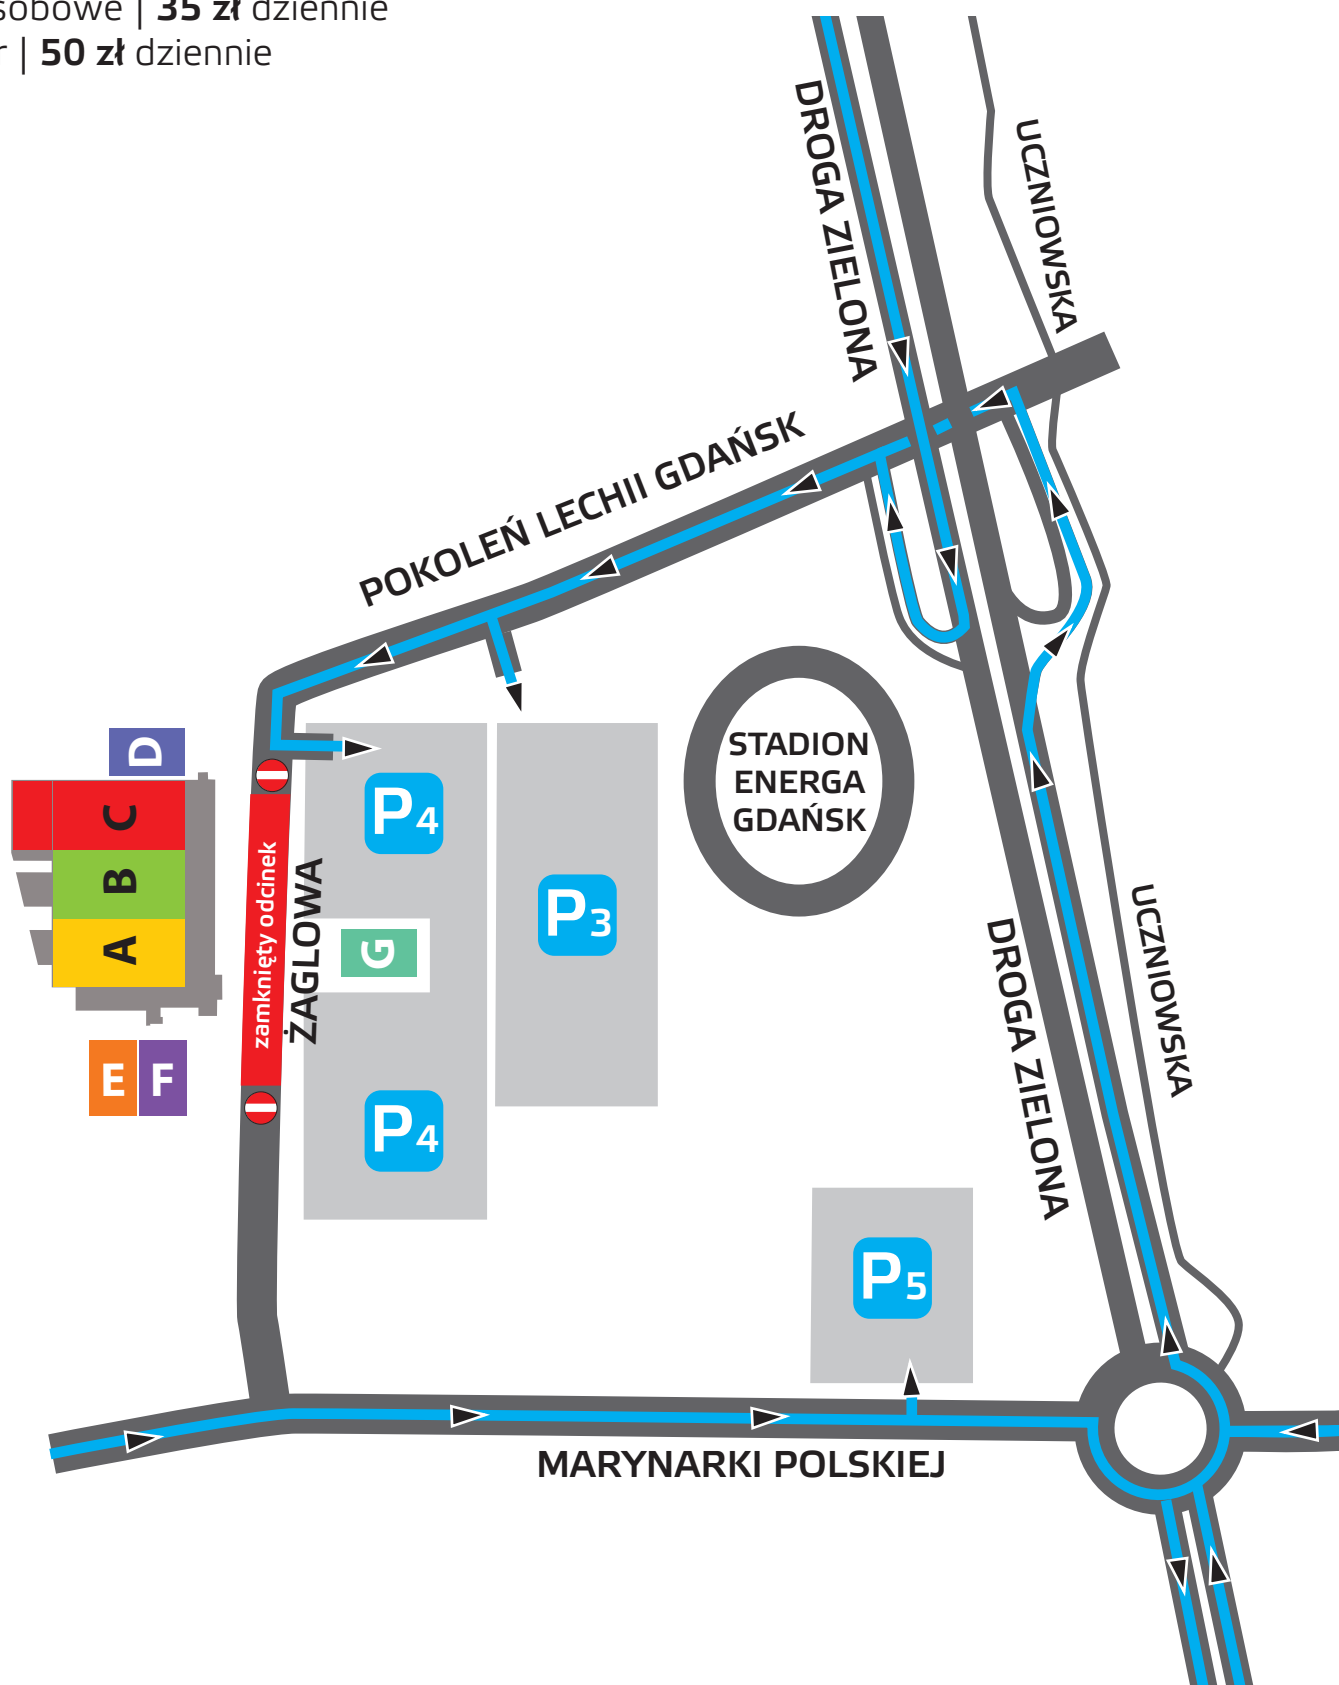 35 zł dziennie
| 50 zł dziennie
DROGA ZIELONA
UCZNIOWSKA
POKOLEŃ LECHII GDAŃSK
STADION
ENERGA
GDAŃSK
D
C
B
A
E F
zamknięty odcinek
ŻAGLOWA
P4
G
P3
P4
DROGA ZIELONA
UCZNIOWSKA
P5
MARYNARKI POLSKIEJ